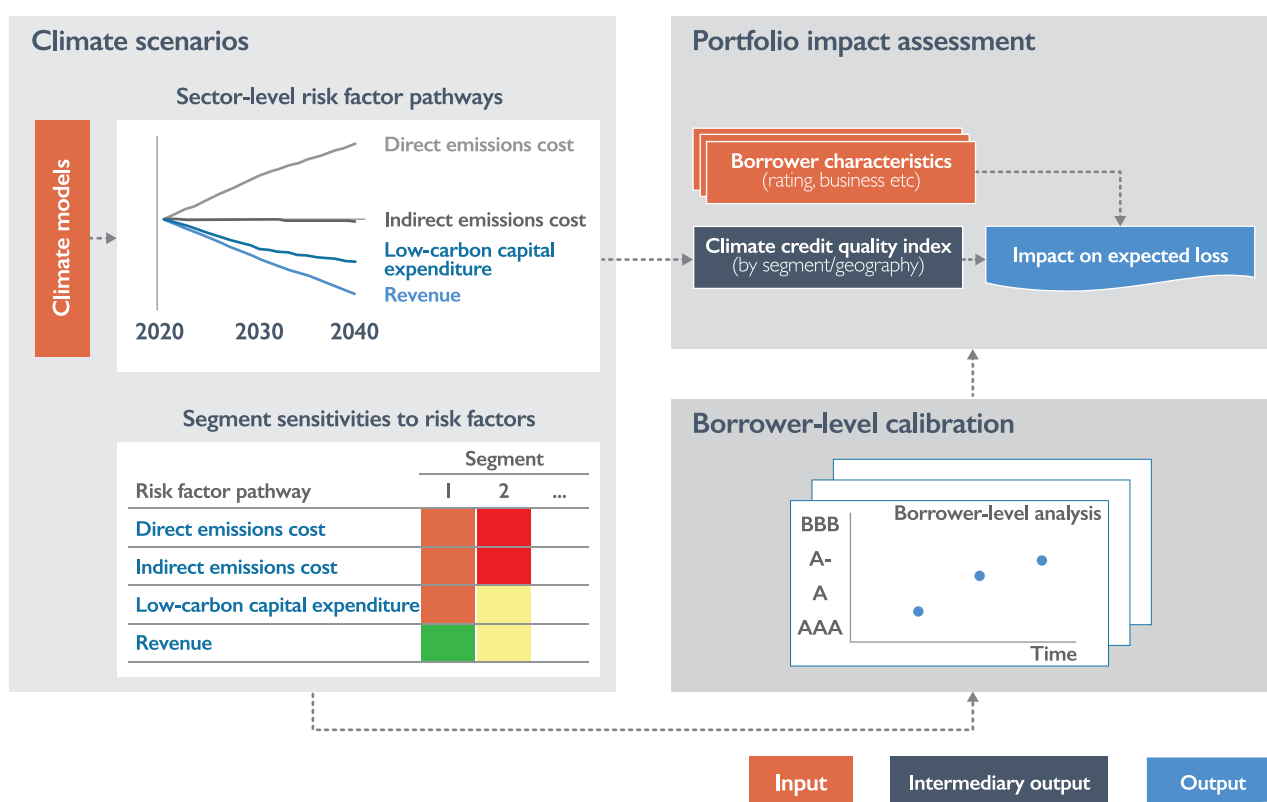 Climate scenarios
Sector-level risk factor pathways
Climate models
Direct emissions cost
Indirect emissions cost
Low-carbon capital
expenditure
Revenue
2020 2030 2040
Segment sensitivities to risk factors
Segment
Risk factor pathway 1 2 ...
Direct emissions cost
Indirect emissions cost
Low-carbon capital expenditure
Revenue
Portfolio impact assessment
Borrower characteristics
(rating, business etc)
Climate credit quality index
(by segment/geography)
Impact on expected loss
Borrower-level calibration
Borrower-level analysis
BBB
A-
A
AAA
Time
Input
Intermediary output
Output